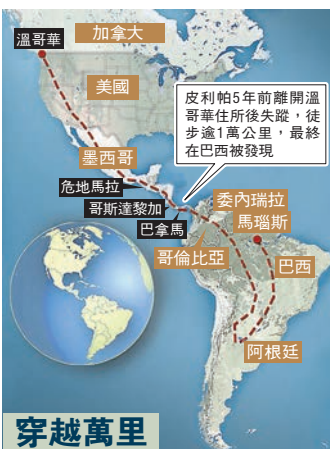 加拿大
溫哥華
美國
皮利帕5年前離開溫
哥華住所後失蹤，徒
步逾1萬公里，最終
在巴西被發現
墨西哥
危地馬拉
哥斯達黎加
巴拿馬
委內瑞拉
馬瑙斯
哥倫比亞
巴西
阿根廷
穿越萬里